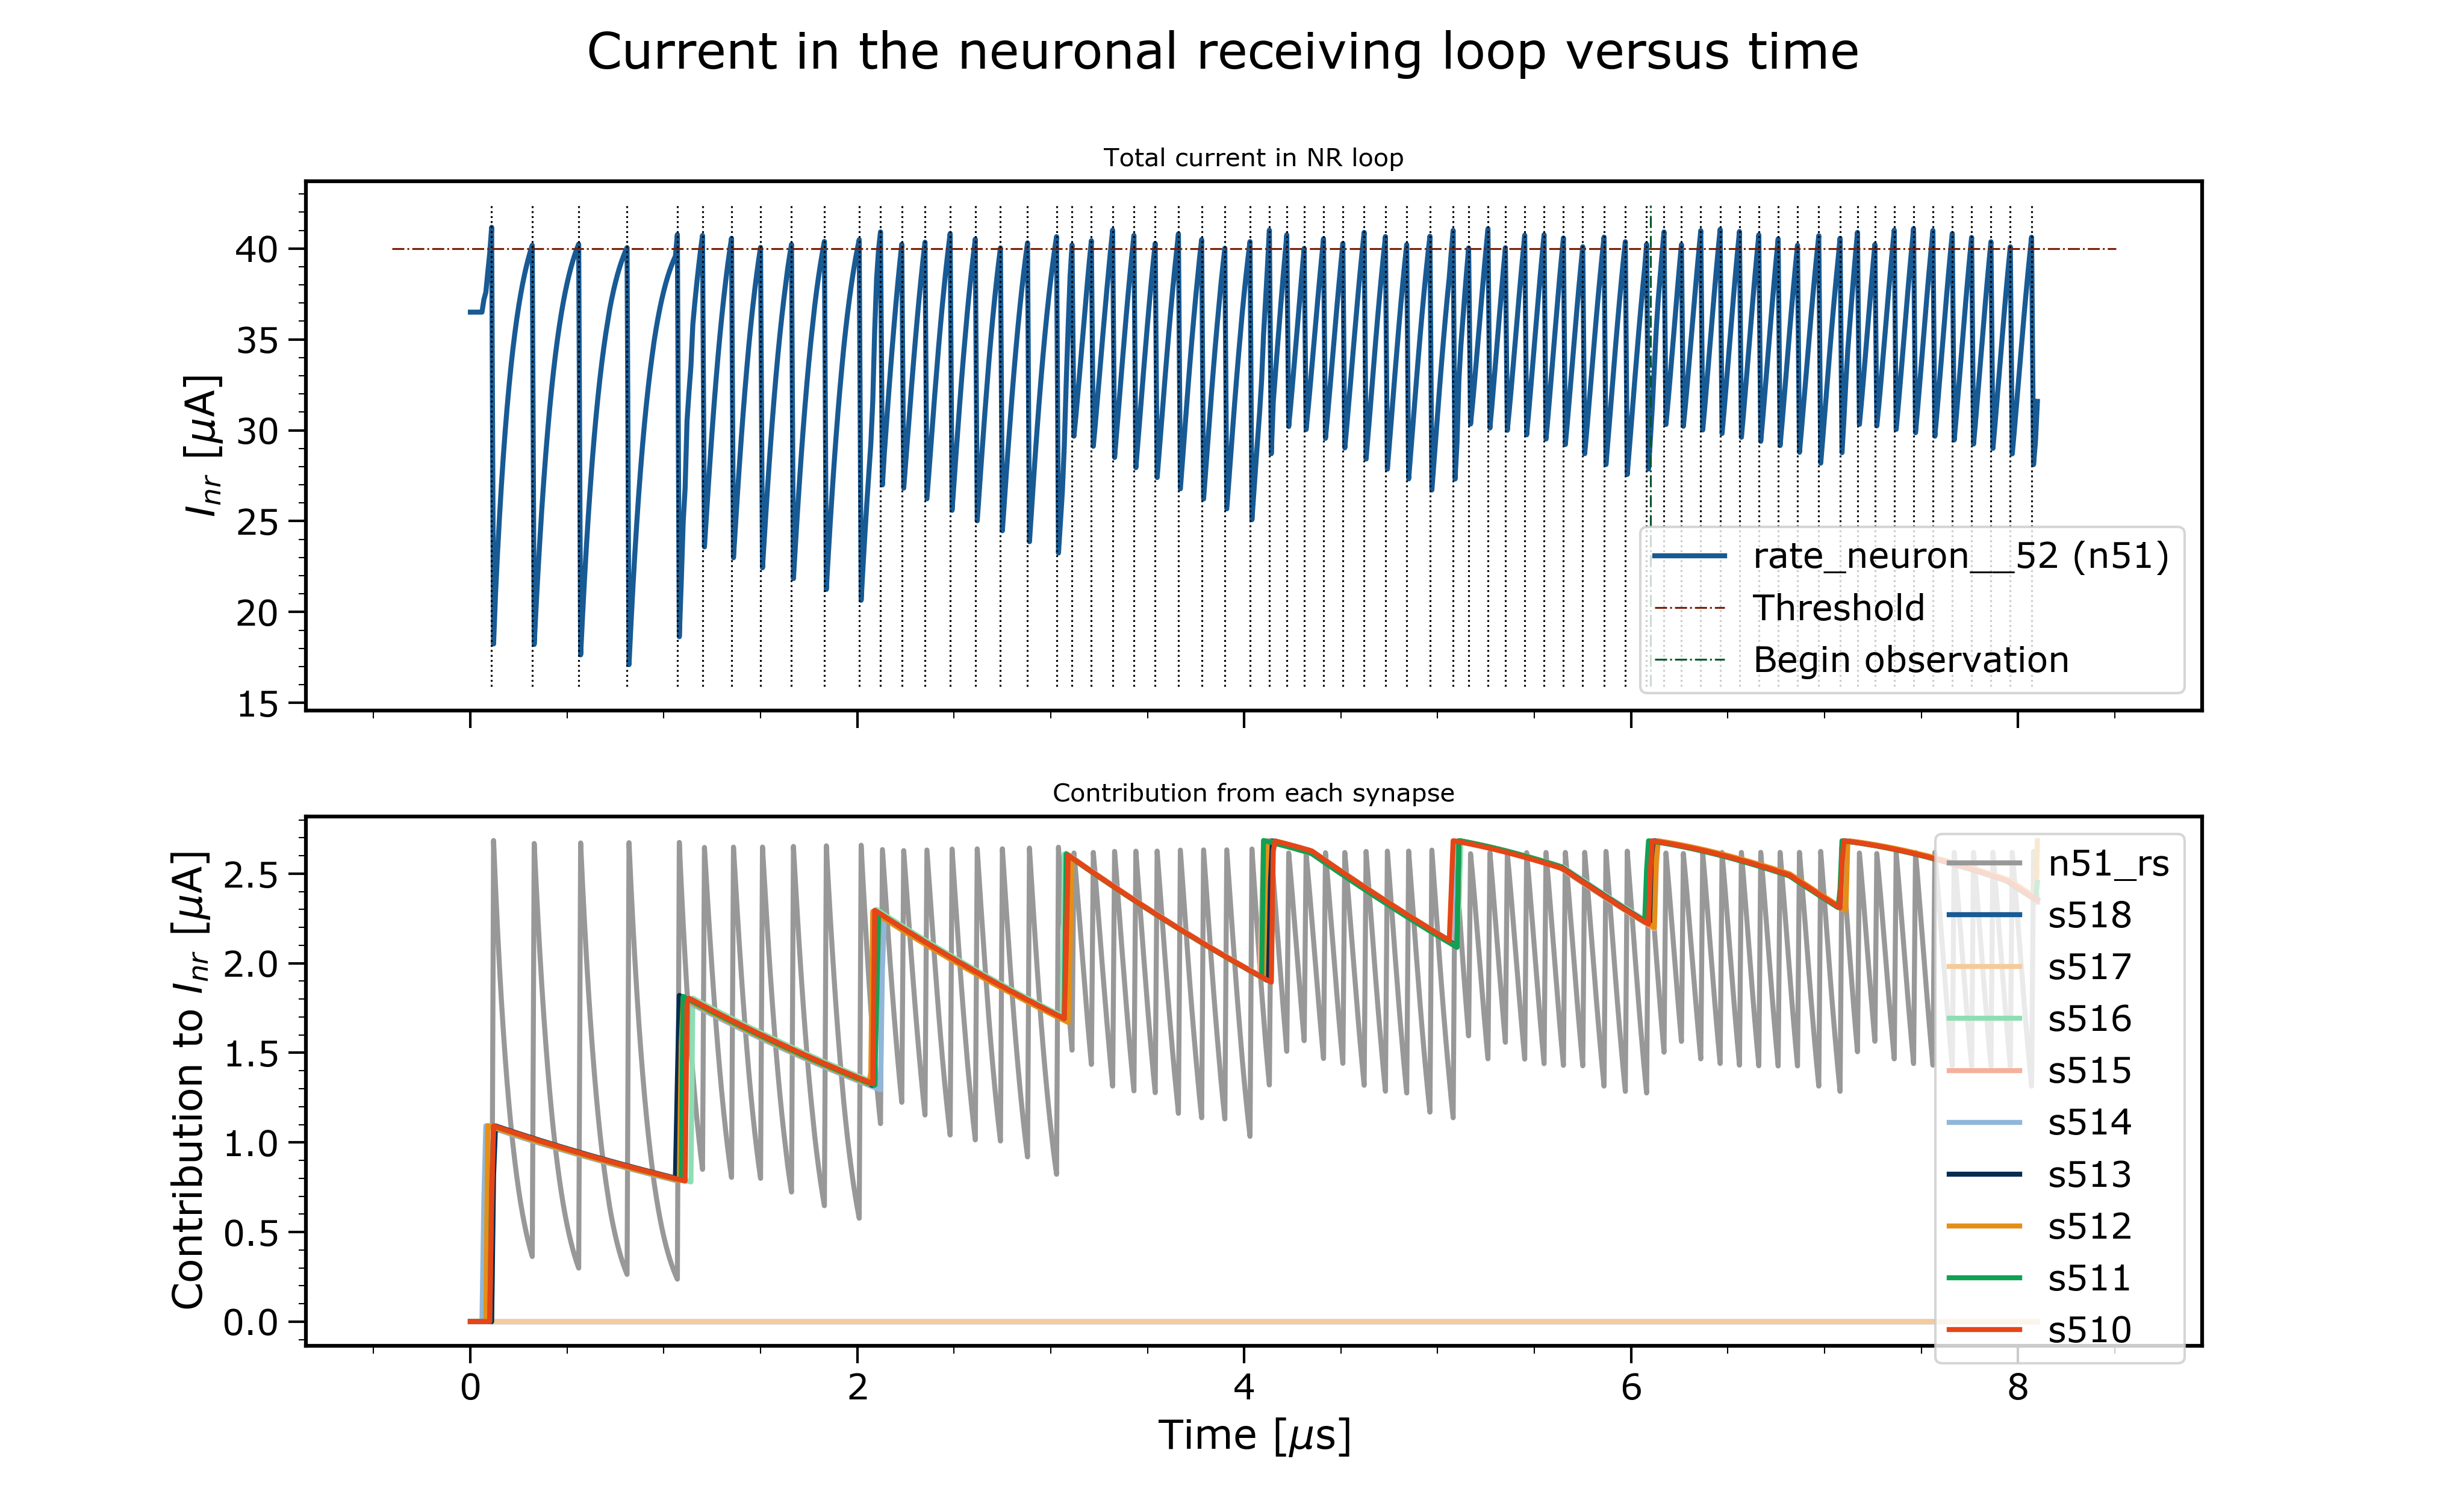 Current in the neuronal receiving loop versus time
Total current in NR loop
40
35
30
25
20
15
I_nr [μA]
rate_neuron__52 (n51)
Threshold
Begin observation
Contribution from each synapse
2.5
2.0
1.5
1.0
0.5
0.0
Contribution to I_nr [μA]
n51_rs
s518
s517
s516
s515
s514
s513
s512
s511
s510
0 2 4 6 8
Time [μs]